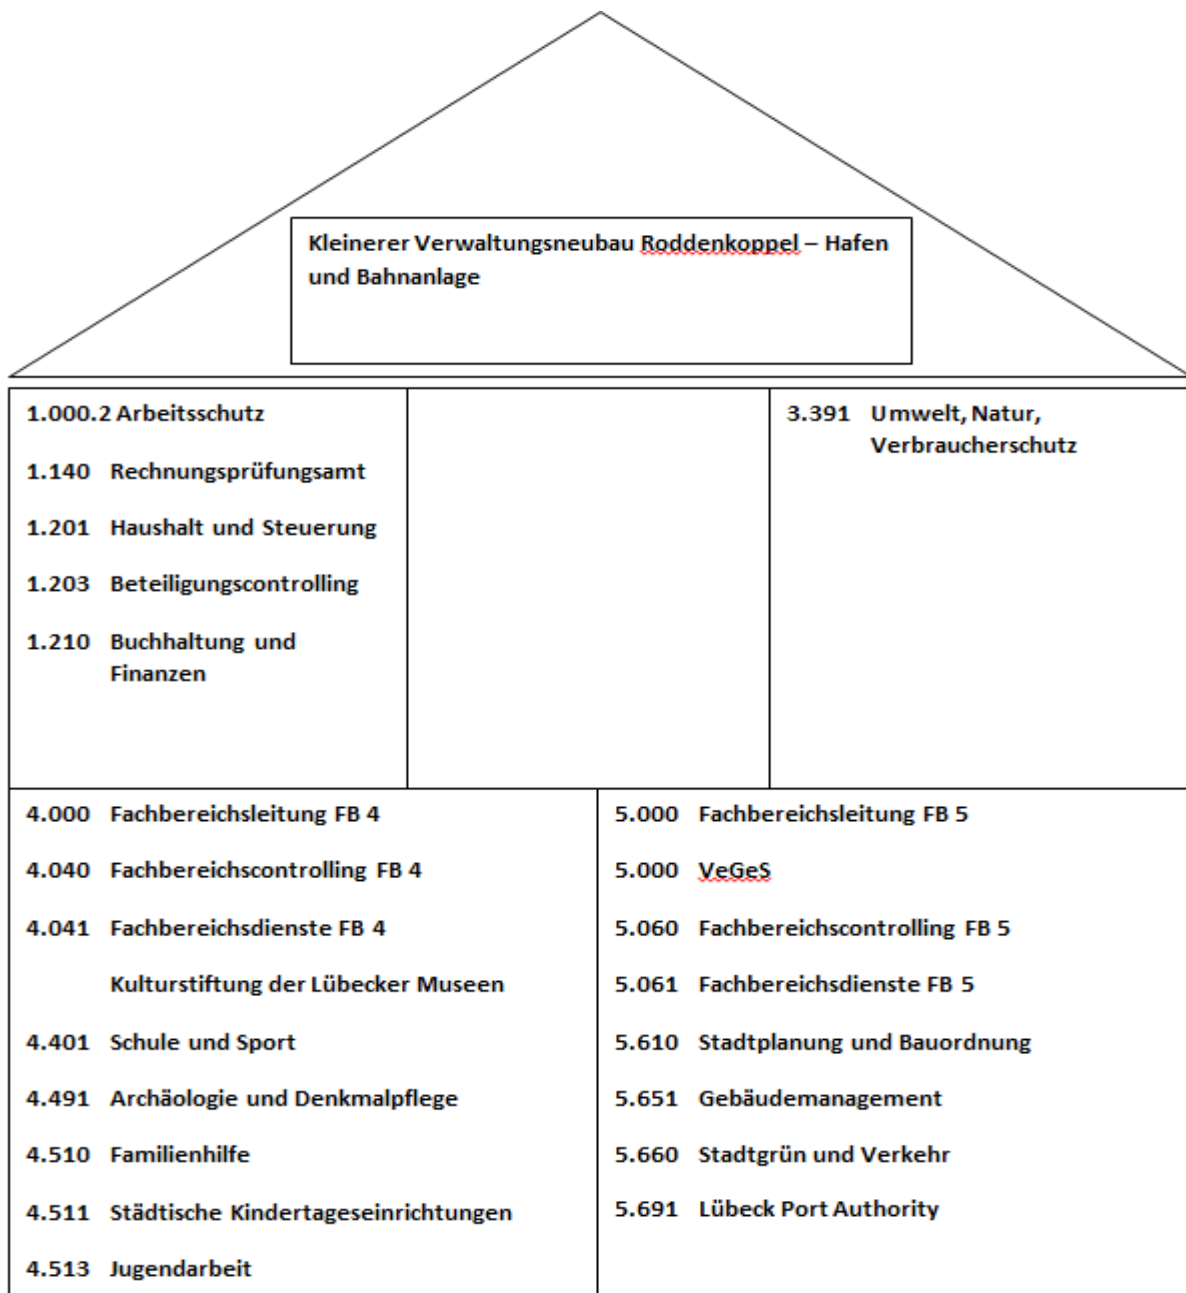 Kleinerer Verwaltungsneubau Roddenkoppel – Hafen
und Bahnanlage
1.000.2 Arbeitsschutz
1.140 Rechnungsprüfungsamt
1.201 Haushalt und Steuerung
1.203 Beteiligungscontrolling
1.210 Buchhaltung und
Finanzen
3.391 Umwelt, Natur,
Verbraucherschutz
4.000 Fachbereichsleitung FB 4
4.040 Fachbereichscontrolling FB 4
4.041 Fachbereichsdienste FB 4
Kulturstiftung der Lübecker Museen
4.401 Schule und Sport
4.491 Archäologie und Denkmalpflege
4.510 Familienhilfe
4.511 Städtische Kindertageseinrichtungen
4.513 Jugendarbeit
5.000 Fachbereichsleitung FB 5
5.000 VeGeS
5.060 Fachbereichscontrolling FB 5
5.061 Fachbereichsdienste FB 5
5.610 Stadtplanung und Bauordnung
5.651 Gebäudemanagement
5.660 Stadtgrün und Verkehr
5.691 Lübeck Port Authority